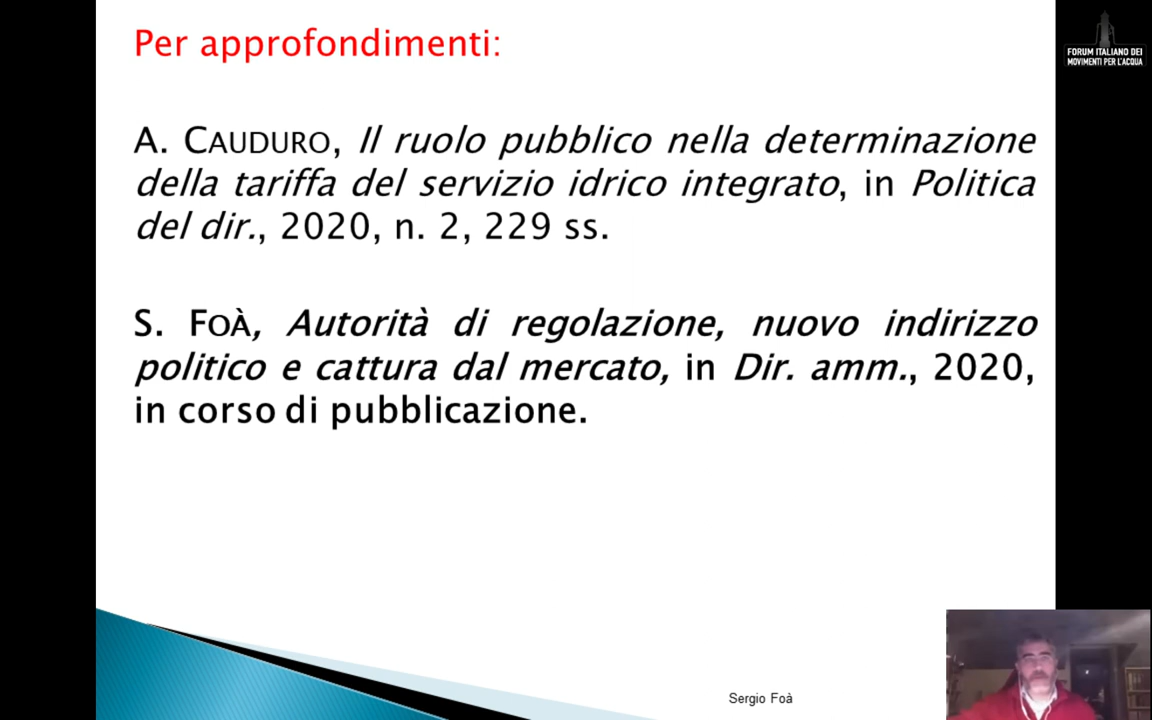 Per approfondimenti:
FORUM ITALIANO DEI
MOVIMENTI PER L'ACQUA
A. CAUDURO, Il ruolo pubblico nella determinazione
della tariffa del servizio idrico integrato, in Politica
del dir., 2020, n. 2, 229 ss.
S. FOÀ, Autorità di regolazione, nuovo indirizzo
politico e cattura dal mercato, in Dir. amm., 2020,
in corso di pubblicazione.
Sergio Foà